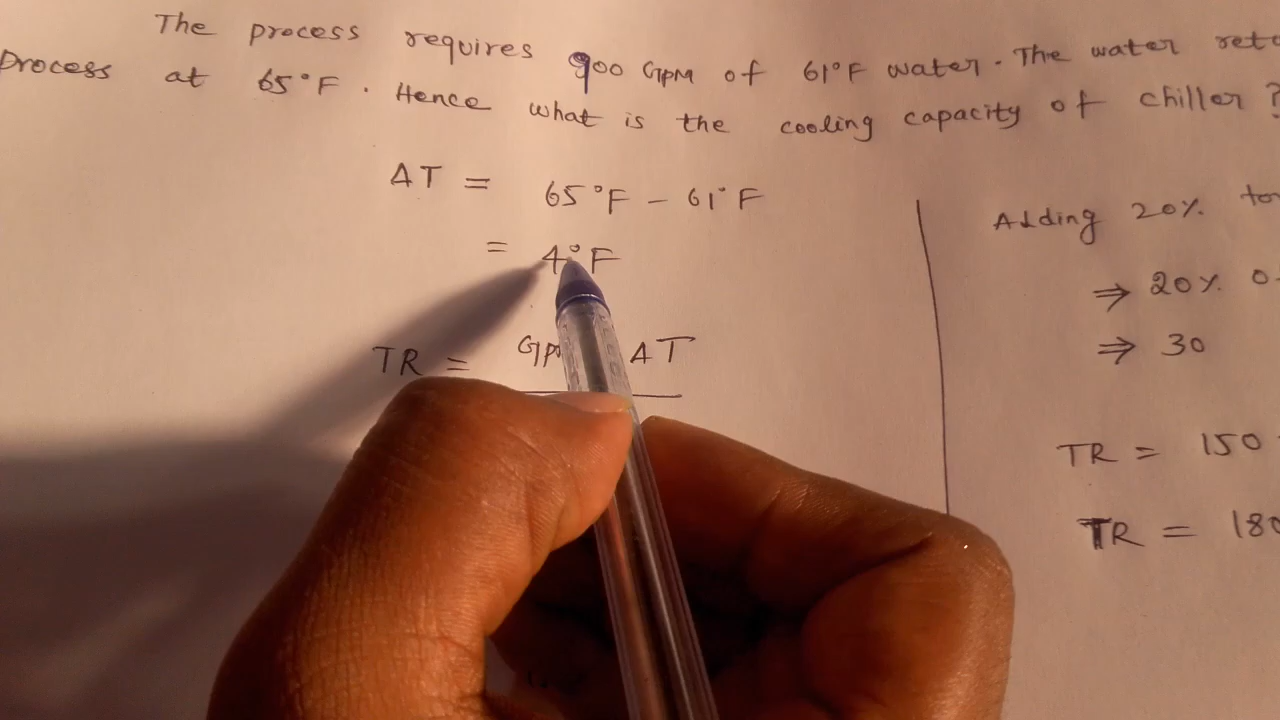 The process requires 900 GPM of 61°F water. The water
Process at 65°F. Hence what is the cooling capacity of chiller?
ΔT = 65°F - 61°F
= 4°F
TR = ΔT
Adding 20%
⇒ 20%
⇒ 30
TR = 150
TR = 180